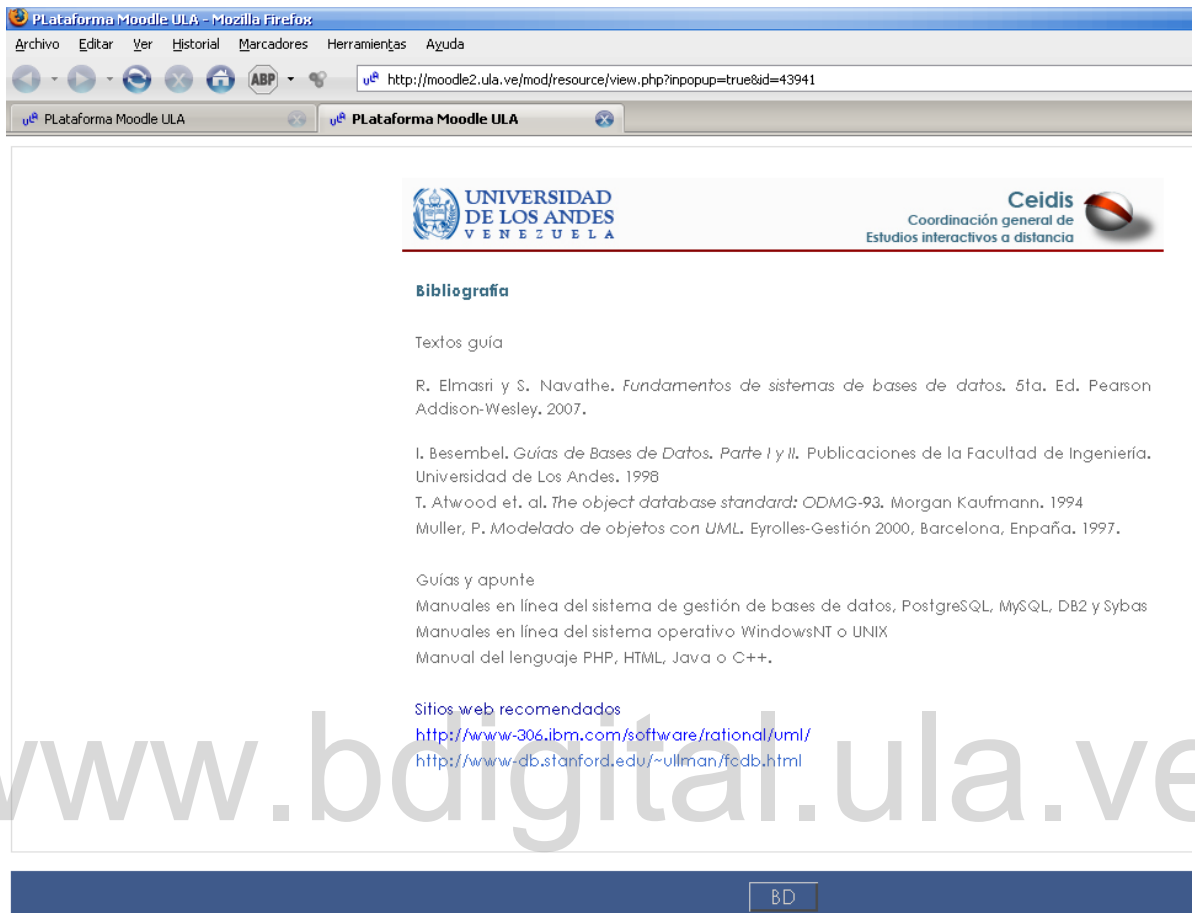 PLataforma Moodle ULA - Mozilla Firefox
Archivo Editar Ver Historial Marcadores Herramientas Ayuda
ABP
http://moodle2.ula.ve/mod/resource/view.php?inpopup=true&id=43941
PLataforma Moodle ULA PLataforma Moodle ULA
UNIVERSIDAD
DE LOS ANDES
VENEZUELA
Ceidis
Coordinación general de
Estudios interactivos a distancia
Bibliografía
Textos guía
R. Elmasri y S. Navathe. Fundamentos de sistemas de bases de datos. 5ta. Ed. Pearson
Addison-Wesley. 2007.
I. Besembel. Guías de Bases de Datos. Parte I y II. Publicaciones de la Facultad de Ingeniería.
Universidad de Los Andes. 1998
T. Atwood et. al. The object database standard: ODMG-93. Morgan Kaufmann. 1994
Muller, P. Modelado de objetos con UML. Eyrolles-Gestión 2000, Barcelona, Enpaña. 1997.
Guías y apunte
Manuales en línea del sistema de gestión de bases de datos, PostgreSQL, MySQL, DB2 y Sybas
Manuales en línea del sistema operativo WindowsNT o UNIX
Manual del lenguaje PHP, HTML, Java o C++.
Sitios web recomendados
http://www-306.ibm.com/software/rational/uml/
http://www-db.stanford.edu/~ullman/fcdb.html
www.bdigital.ula.ve
BD